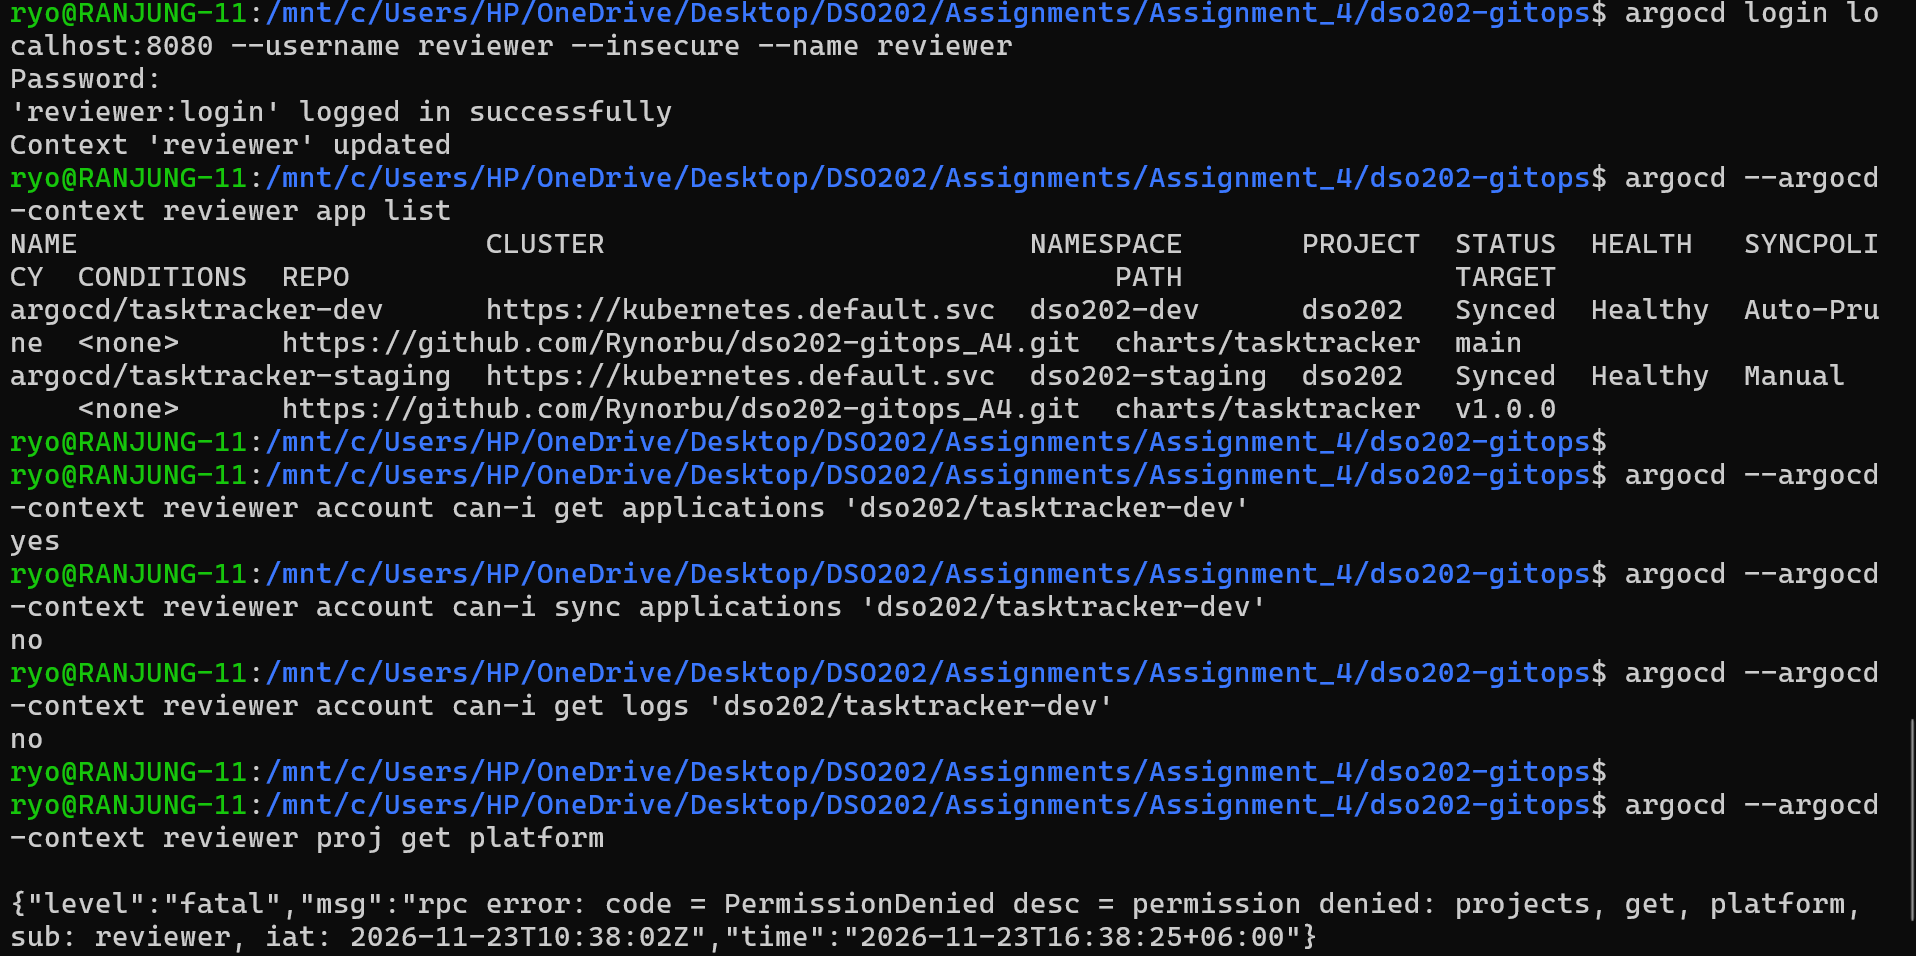 ryo@RANJUNG-11:/mnt/c/Users/HP/OneDrive/Desktop/DSO202/Assignments/Assignment_4/dso202-gitops$ argocd login lo
calhost:8080 --username reviewer --insecure --name reviewer
Password:
'reviewer:login' logged in successfully
Context 'reviewer' updated
ryo@RANJUNG-11:/mnt/c/Users/HP/OneDrive/Desktop/DSO202/Assignments/Assignment_4/dso202-gitops$ argocd --argocd
-context reviewer app list
NAME                        CLUSTER                         NAMESPACE       PROJECT  STATUS  HEALTH   SYNCPOLI
CY  CONDITIONS  REPO                                             PATH                TARGET
argocd/tasktracker-dev      https://kubernetes.default.svc  dso202-dev      dso202   Synced  Healthy  Auto-Pru
ne  <none>      https://github.com/Rynorbu/dso202-gitops_A4.git  charts/tasktracker  main
argocd/tasktracker-staging  https://kubernetes.default.svc  dso202-staging  dso202   Synced  Healthy  Manual
    <none>      https://github.com/Rynorbu/dso202-gitops_A4.git  charts/tasktracker  v1.0.0
ryo@RANJUNG-11:/mnt/c/Users/HP/OneDrive/Desktop/DSO202/Assignments/Assignment_4/dso202-gitops$
ryo@RANJUNG-11:/mnt/c/Users/HP/OneDrive/Desktop/DSO202/Assignments/Assignment_4/dso202-gitops$ argocd --argocd
-context reviewer account can-i get applications 'dso202/tasktracker-dev'
yes
ryo@RANJUNG-11:/mnt/c/Users/HP/OneDrive/Desktop/DSO202/Assignments/Assignment_4/dso202-gitops$ argocd --argocd
-context reviewer account can-i sync applications 'dso202/tasktracker-dev'
no
ryo@RANJUNG-11:/mnt/c/Users/HP/OneDrive/Desktop/DSO202/Assignments/Assignment_4/dso202-gitops$ argocd --argocd
-context reviewer account can-i get logs 'dso202/tasktracker-dev'
no
ryo@RANJUNG-11:/mnt/c/Users/HP/OneDrive/Desktop/DSO202/Assignments/Assignment_4/dso202-gitops$
ryo@RANJUNG-11:/mnt/c/Users/HP/OneDrive/Desktop/DSO202/Assignments/Assignment_4/dso202-gitops$ argocd --argocd
-context reviewer proj get platform
{"level":"fatal","msg":"rpc error: code = PermissionDenied desc = permission denied: projects, get, platform,
sub: reviewer, iat: 2026-11-23T10:38:02Z","time":"2026-11-23T16:38:25+06:00"}